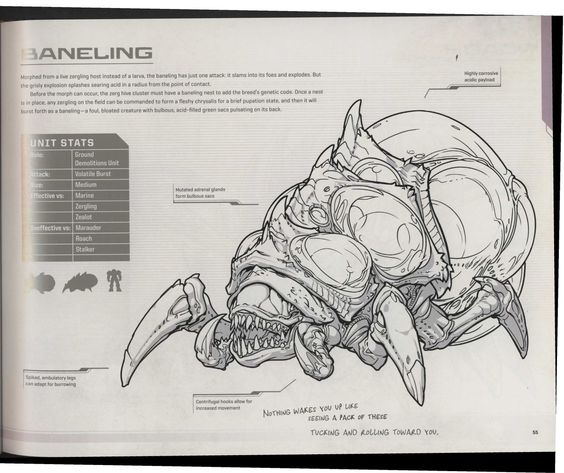 BANELING
Morphed from a live zergling host instead of a larva, the baneling has just one attack: it slams into its foes and explodes. But
the grisly explosion splashes searing acid in a radius from the point of contact.
Before the morph can occur, the zerg hive cluster must have a baneling nest to add the breed's genetic code. Once a nest
is in place, any zergling on the field can be commanded to form a fleshy chrysalis for a brief pupation state, and then it will
burst forth as a baneling—a foul, bloated creature with bulbous, acid-filled green sacs pulsating on its back.
Highly corrosive
acidic payload
UNIT STATS
Role: Ground
Demolitions Unit
Attack: Volatile Burst
Size: Medium
Effective vs: Marine
Zergling
Zealot
Ineffective vs: Marauder
Roach
Stalker
Mutated adrenal glands
form bulbous sacs
Spiked, ambulatory legs
can adapt for burrowing
Centrifugal hooks allow for
increased movement
NOTHING WAKES YOU UP LIKE
SEEING A PACK OF THESE
TUCKING AND ROLLING TOWARD YOU.
55